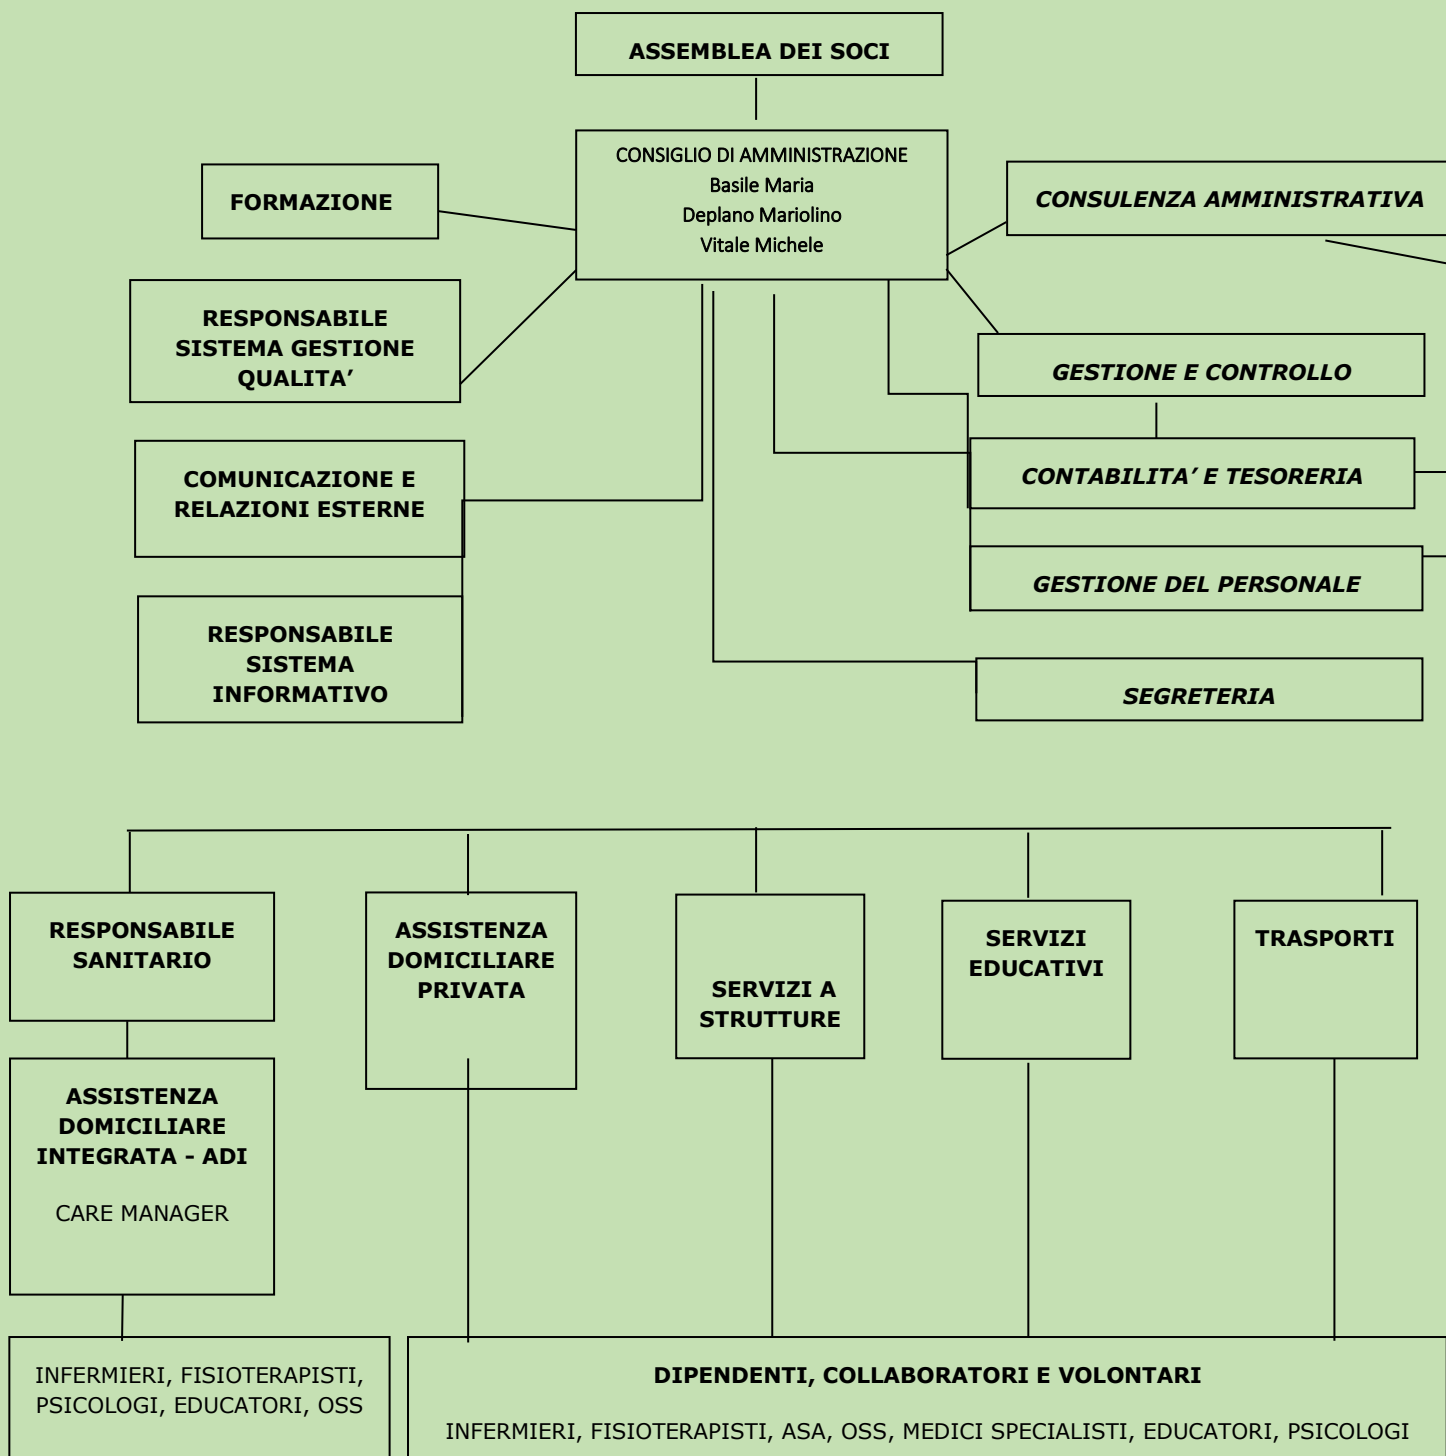 ASSEMBLEA DEI SOCI
CONSIGLIO DI AMMINISTRAZIONE
Basile Maria
Deplano Mariolino
Vitale Michele
FORMAZIONE
CONSULENZA AMMINISTRATIVA
RESPONSABILE
SISTEMA GESTIONE
QUALITA’
GESTIONE E CONTROLLO
COMUNICAZIONE E
RELAZIONI ESTERNE
CONTABILITA’ E TESORERIA
GESTIONE DEL PERSONALE
RESPONSABILE
SISTEMA
INFORMATIVO
SEGRETERIA
RESPONSABILE
SANITARIO
ASSISTENZA
DOMICILIARE
PRIVATA
SERVIZI A
STRUTTURE
SERVIZI
EDUCATIVI
TRASPORTI
ASSISTENZA
DOMICILIARE
INTEGRATA - ADI
CARE MANAGER
INFERMIERI, FISIOTERAPISTI,
PSICOLOGI, EDUCATORI, OSS
DIPENDENTI, COLLABORATORI E VOLONTARI
INFERMIERI, FISIOTERAPISTI, ASA, OSS, MEDICI SPECIALISTI, EDUCATORI, PSICOLOGI